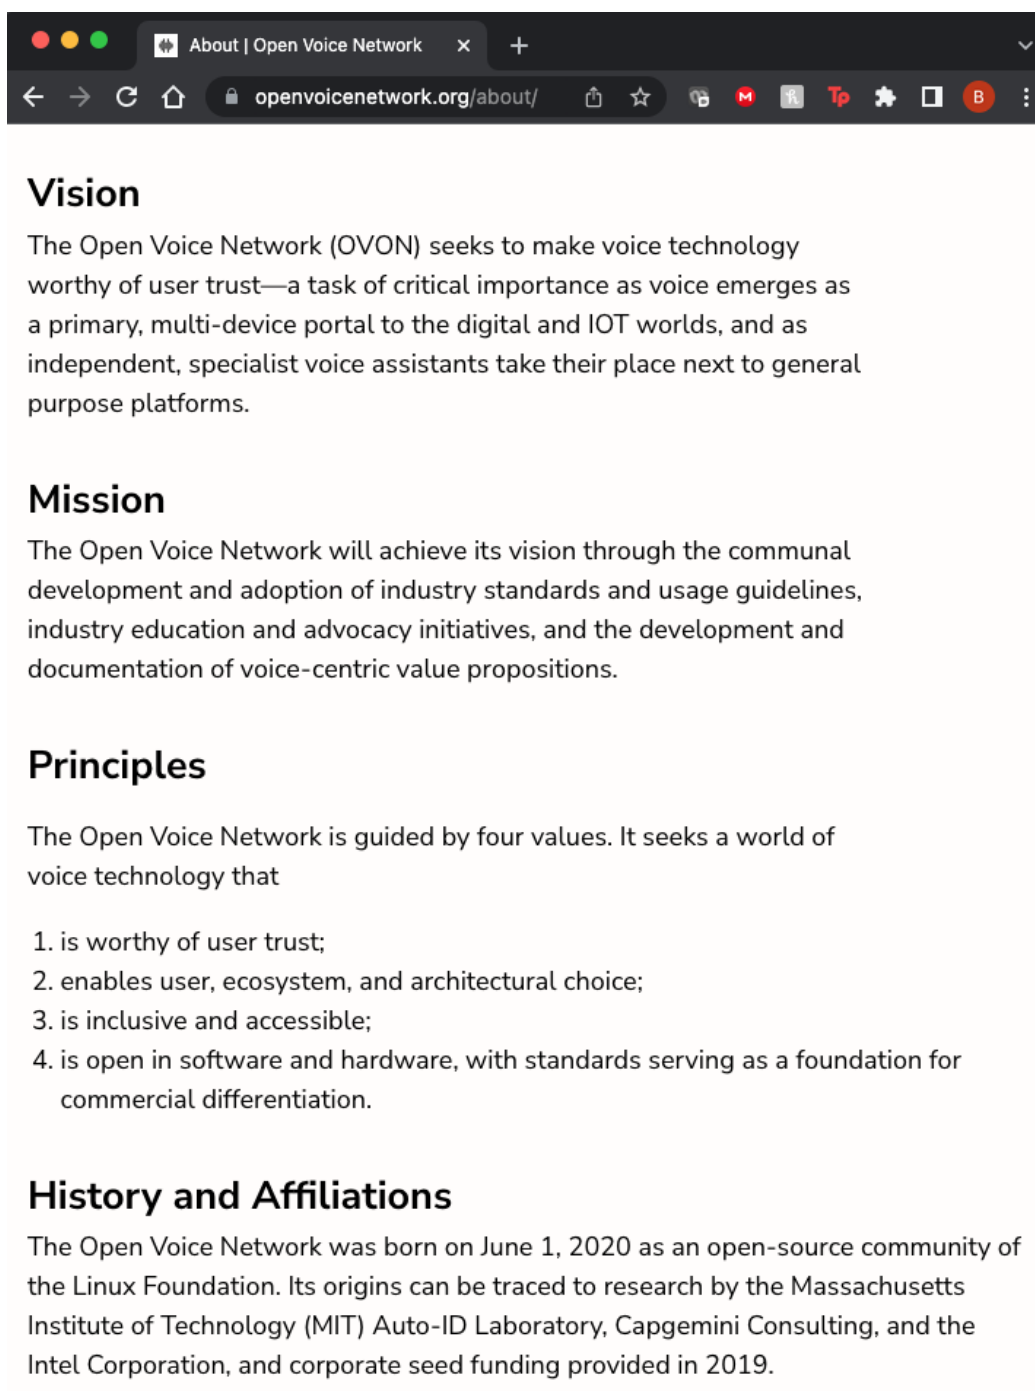 About | Open Voice Network
openvoicenetwork.org/about/
B
Vision
The Open Voice Network (OVON) seeks to make voice technology
worthy of user trust—a task of critical importance as voice emerges as
a primary, multi-device portal to the digital and IOT worlds, and as
independent, specialist voice assistants take their place next to general
purpose platforms.
Mission
The Open Voice Network will achieve its vision through the communal
development and adoption of industry standards and usage guidelines,
industry education and advocacy initiatives, and the development and
documentation of voice-centric value propositions.
Principles
The Open Voice Network is guided by four values. It seeks a world of
voice technology that
1. is worthy of user trust;
2. enables user, ecosystem, and architectural choice;
3. is inclusive and accessible;
4. is open in software and hardware, with standards serving as a foundation for
commercial differentiation.
History and Affiliations
The Open Voice Network was born on June 1, 2020 as an open-source community of
the Linux Foundation. Its origins can be traced to research by the Massachusetts
Institute of Technology (MIT) Auto-ID Laboratory, Capgemini Consulting, and the
Intel Corporation, and corporate seed funding provided in 2019.